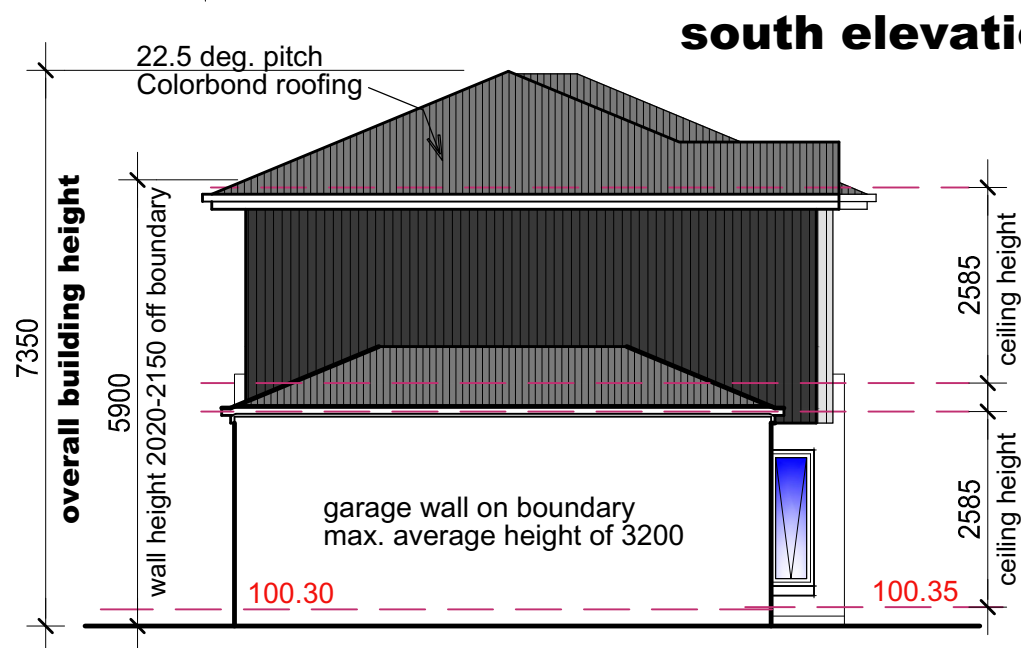 south elevatio
22.5 deg. pitch
Colorbond roofing
7350
overall building height
5900
wall height 2020-2150 off boundary
2585
ceiling height
2585
ceiling height
garage wall on boundary
max. average height of 3200
100.30
100.35